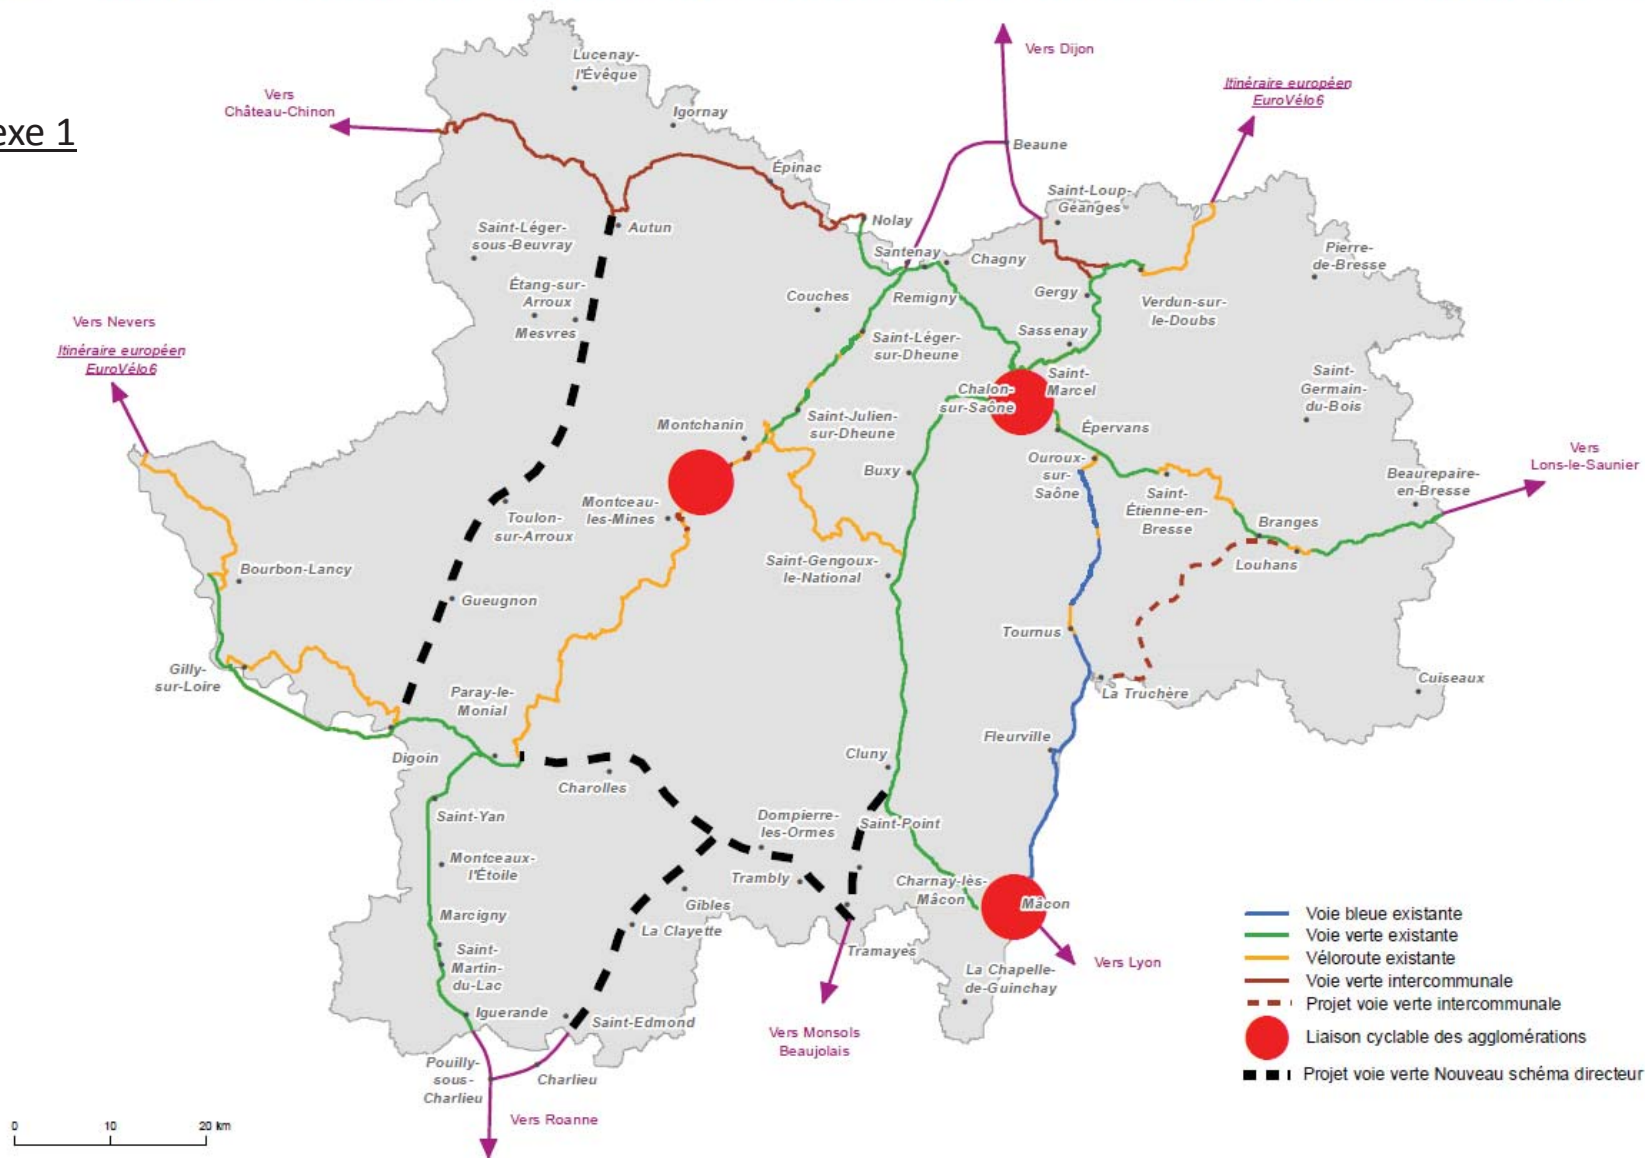 exe 1
Vers Dijon
Itinéraire européen
EuroVélo6
Vers
Château-Chinon
Lucenay-
l'Évêque
Igornay
Beaune
Épinac
Saint-Loup-
Géanges
Nolay
Autun
Saint-Léger-
sous-Beuvray
Santenay
Chagny
Pierre-
de-Bresse
Étang-sur-
Arroux
Mesvres
Couches
Remigny
Gergy
Verdun-sur-
le-Doubs
Vers Nevers
Itinéraire européen
EuroVélo6
Saint-Léger-
sur-Dheune
Sassenay
Saint-
Marcel
Chalon-
sur-Saône
Saint-
Germain-
du-Bois
Montchanin
Saint-Julien-
sur-Dheune
Épervans
Buxy
Ouroux-
sur-
Saône
Vers
Lons-le-Saunier
Beaurepaire-
en-Bresse
Montceau-
les-Mines
Toulon-
sur-Arroux
Saint-
Étienne-en-
Bresse
Branges
Louhans
Saint-Gengoux-
le-National
Bourbon-Lancy
Gueugnon
Tournus
Gilly-
sur-Loire
Paray-le-
Monial
La Truchère
Cuiseaux
Fleurville
Digoin
Charolles
Cluny
Saint-Yan
Dompierre-
les-Ormes
Saint-Point
Montceaux-
l'Étoile
Trambly
Charnay-lès-
Mâcon
Mâcon
Marcigny
Gibles
La Clayette
Tramayes
Saint-
Martin-
du-Lac
Vers Lyon
La Chapelle-
de-Guinchay
Iguerande
Saint-Edmond
Vers Monsols
Beaujolais
Pouilly-
sous-
Charlieu
Charlieu
Vers Roanne
Voie bleue existante
Voie verte existante
Véloroute existante
Voie verte intercommunale
Projet voie verte intercommunale
Liaison cyclable des agglomérations
Projet voie verte Nouveau schéma directeur
0 10 20 km